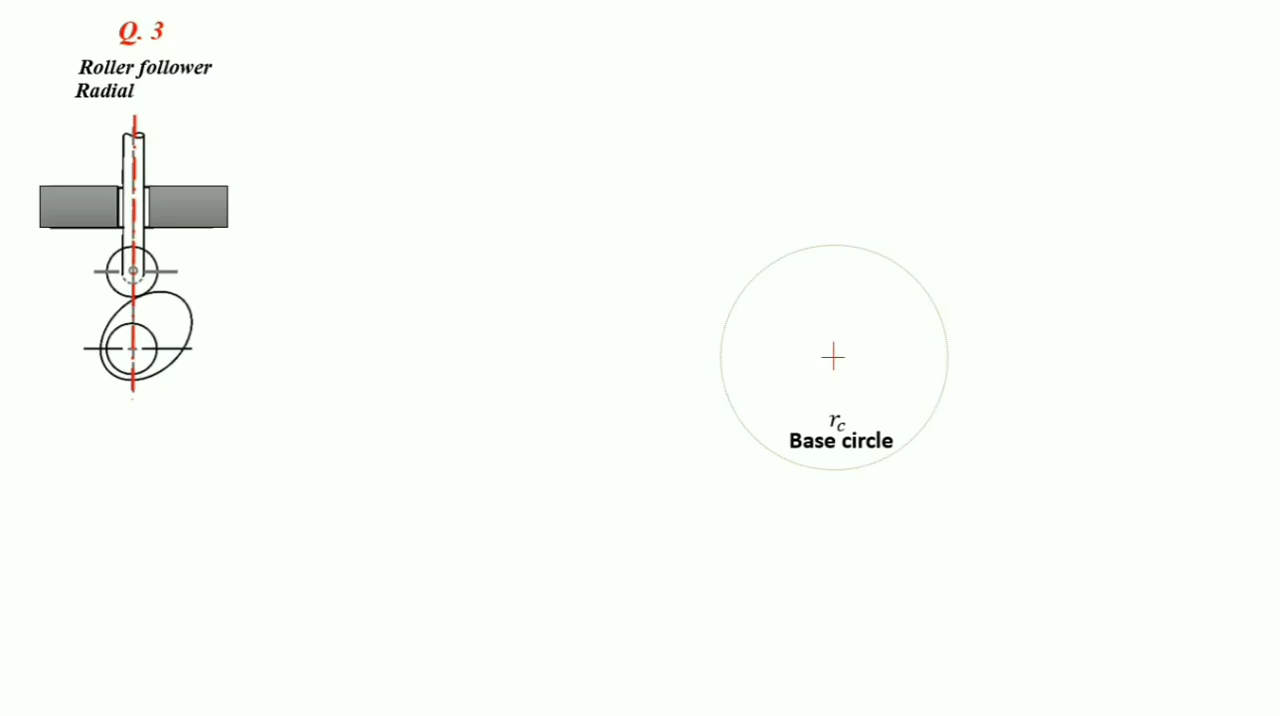 Q. 3
Roller follower
Radial
r_c
Base circle